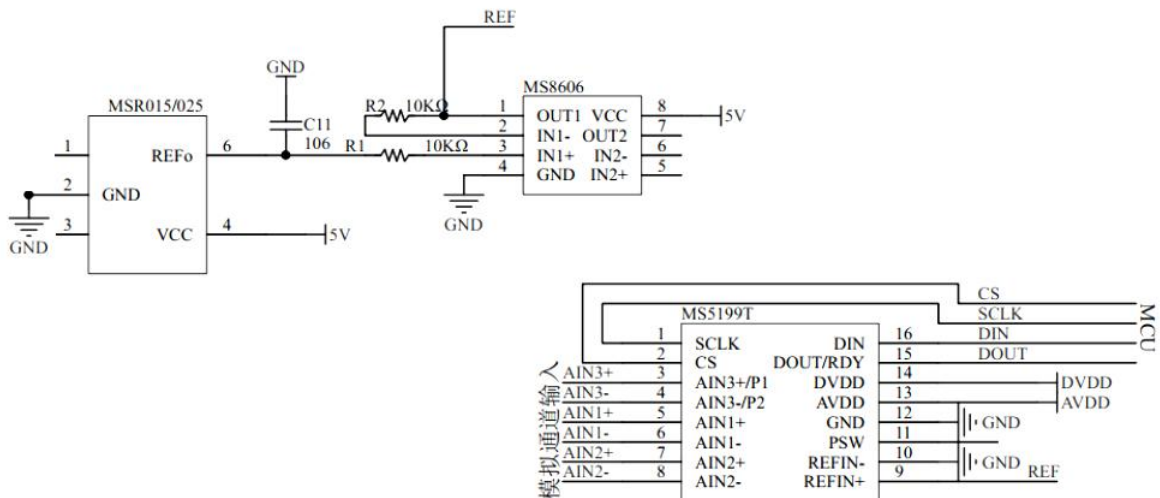 REF
GND
MSR015/025
C11
106
1
2
3
REFo
GND
VCC
6
4
GND
5V
R2
10KΩ
R1
10KΩ
MS8606
1
2
3
4
OUT1 VCC
IN1- OUT2
IN1+ IN2-
GND IN2+
8
7
6
5
5V
GND
CS
SCLK
DIN
DOUT
MCU
MS5199T
模拟通道输入
AIN3+
AIN3-
AIN1+
AIN1-
AIN2+
AIN2-
1 SCLK DIN 16
2 CS DOUT/RDY 15
3 AIN3+/P1 DVDD 14
4 AIN3-/P2 AVDD 13
5 AIN1+ GND 12
6 AIN1- PSW 11
7 AIN2+ REFIN- 10
8 AIN2- REFIN+ 9
DVDD
AVDD
GND
GND
REF